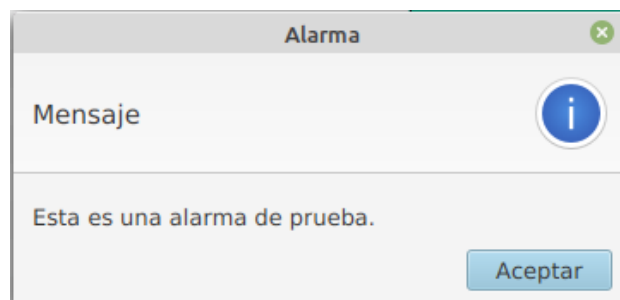 Alarma
Mensaje
i
Esta es una alarma de prueba.
Aceptar